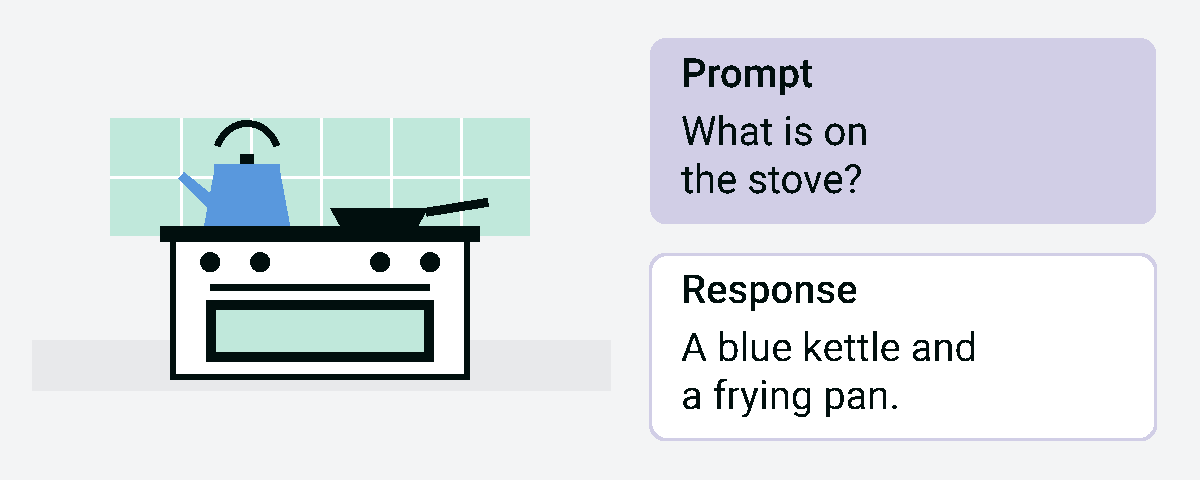 Prompt
What is on
the stove?
Response
A blue kettle and
a frying pan.